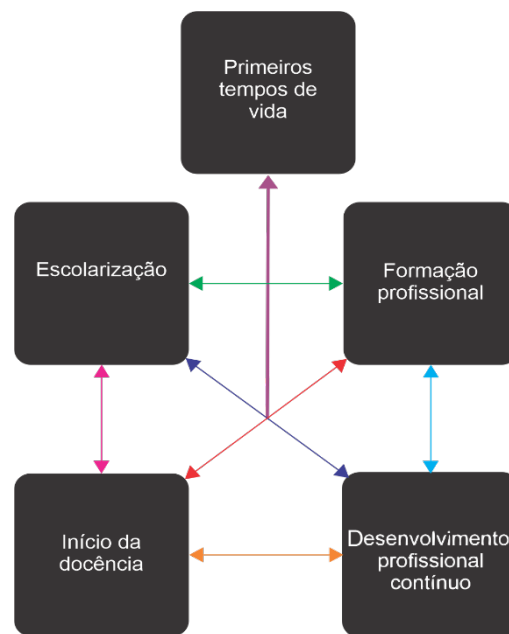 Primeiros
tempos de
vida
Escolarização
Formação
profissional
Início da
docência
Desenvolvimento
profissional
contínuo